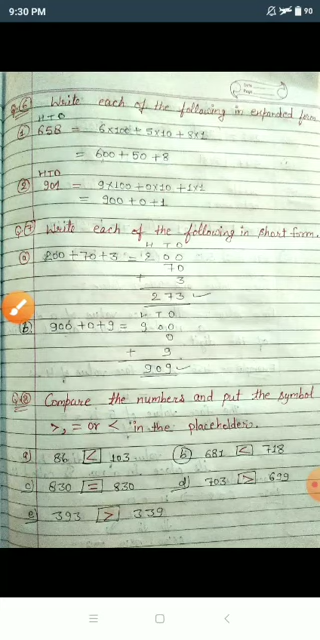 9:30 PM
90
Date
Page
Q.6 Write each of the following in expanded form
H T O
① 658 = 6×100 + 5×10 + 8×1
= 600 + 50 + 8
H T O
② 901 = 9×100 + 0×10 + 1×1
= 900 + 0 + 1
Q.7 Write each of the following in short form.
H T O
ⓐ 200 + 70 + 3 = 2 0 0
7 0
+ 3
2 7 3 ✓
H T O
ⓑ 900 + 0 + 9 = 9 0 0
0
+ 9
9 0 9 ✓
Q.8 Compare the numbers and put the symbol
>, = or < in the placeholders.
a) 86 [<] 103 ⓑ 681 [<] 718
c) 830 [=] 830 d) 703 [>] 699
e) 393 [>] 339